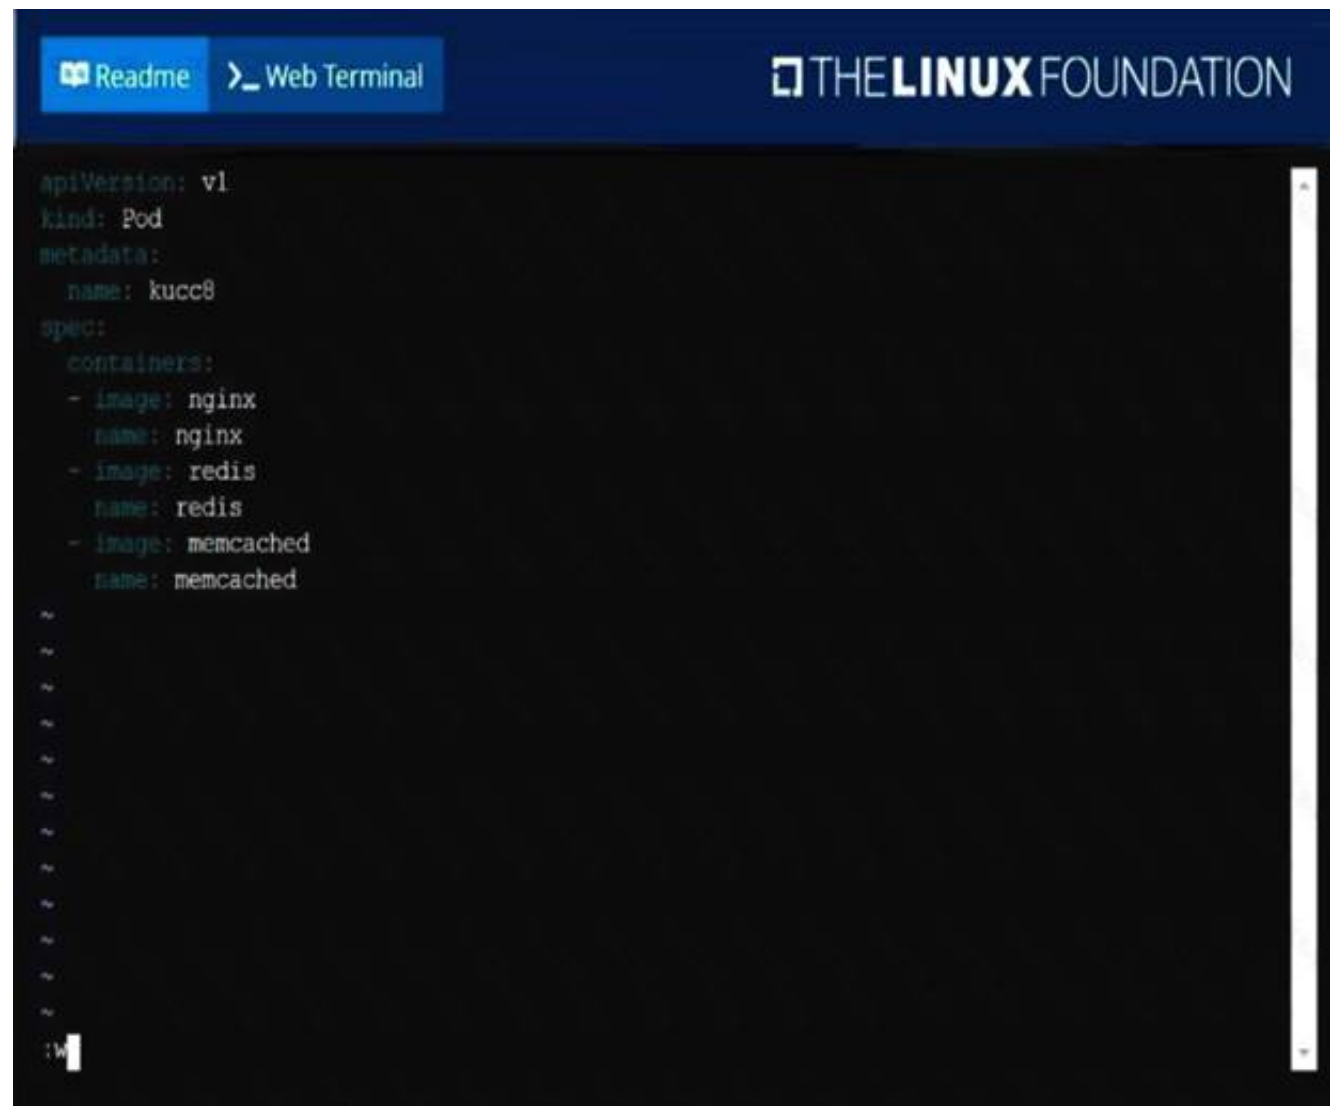 Readme
>_ Web Terminal
THE LINUX FOUNDATION
apiVersion: v1
kind: Pod
metadata:
  name: kucc8
spec:
  containers:
  - image: nginx
    name: nginx
  - image: redis
    name: redis
  - image: memcached
    name: memcached
~
~
~
~
~
~
~
~
~
~
~
~
:w